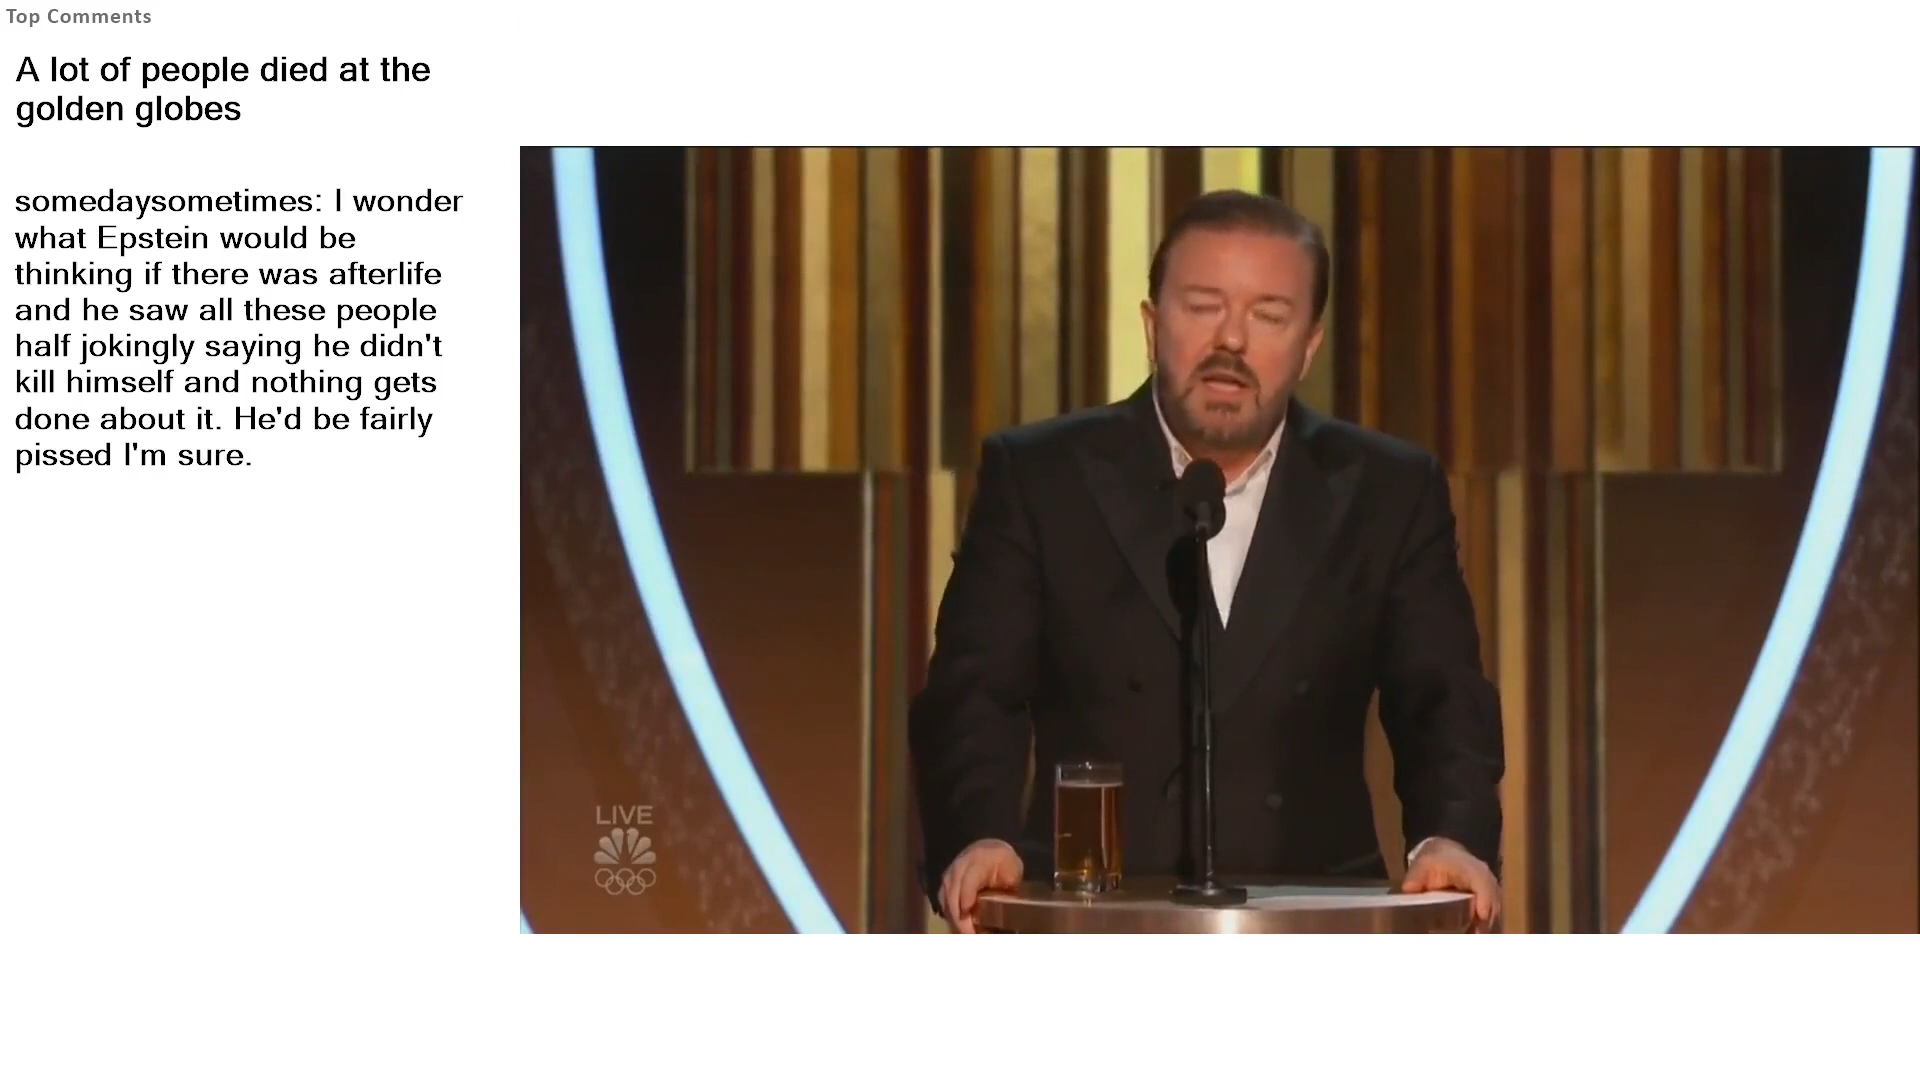 Top Comments
A lot of people died at the
golden globes
somedaysometimes: I wonder
what Epstein would be
thinking if there was afterlife
and he saw all these people
half jokingly saying he didn't
kill himself and nothing gets
done about it. He'd be fairly
pissed I'm sure.
LIVE